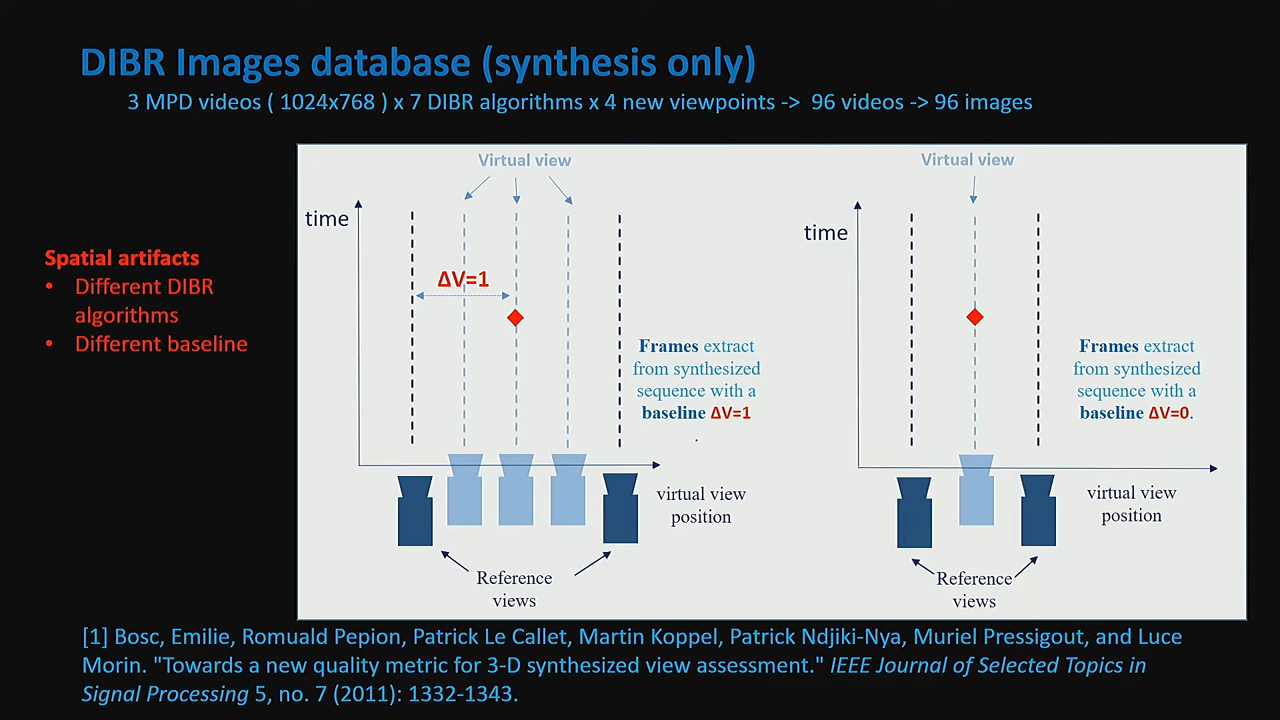 DIBR Images database (synthesis only)
3 MPD videos ( 1024x768 ) x 7 DIBR algorithms x 4 new viewpoints -> 96 videos -> 96 images
Spatial artifacts
• Different DIBR
algorithms
• Different baseline
Virtual view
time
ΔV=1
Frames extract
from synthesized
sequence with a
baseline ΔV=1
.
virtual view
position
Reference
views
Virtual view
time
Frames extract
from synthesized
sequence with a
baseline ΔV=0.
virtual view
position
Reference
views
[1] Bosc, Emilie, Romuald Pepion, Patrick Le Callet, Martin Koppel, Patrick Ndjiki-Nya, Muriel Pressigout, and Luce
Morin. "Towards a new quality metric for 3-D synthesized view assessment." IEEE Journal of Selected Topics in
Signal Processing 5, no. 7 (2011): 1332-1343.